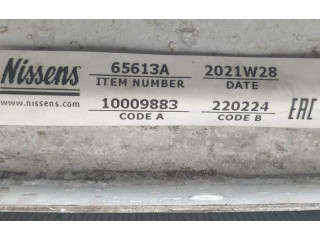 Nissens 65613A 2021W28
ITEM NUMBER DATE
www.nissens.com 10009883 220224 EAC
CODE A CODE B